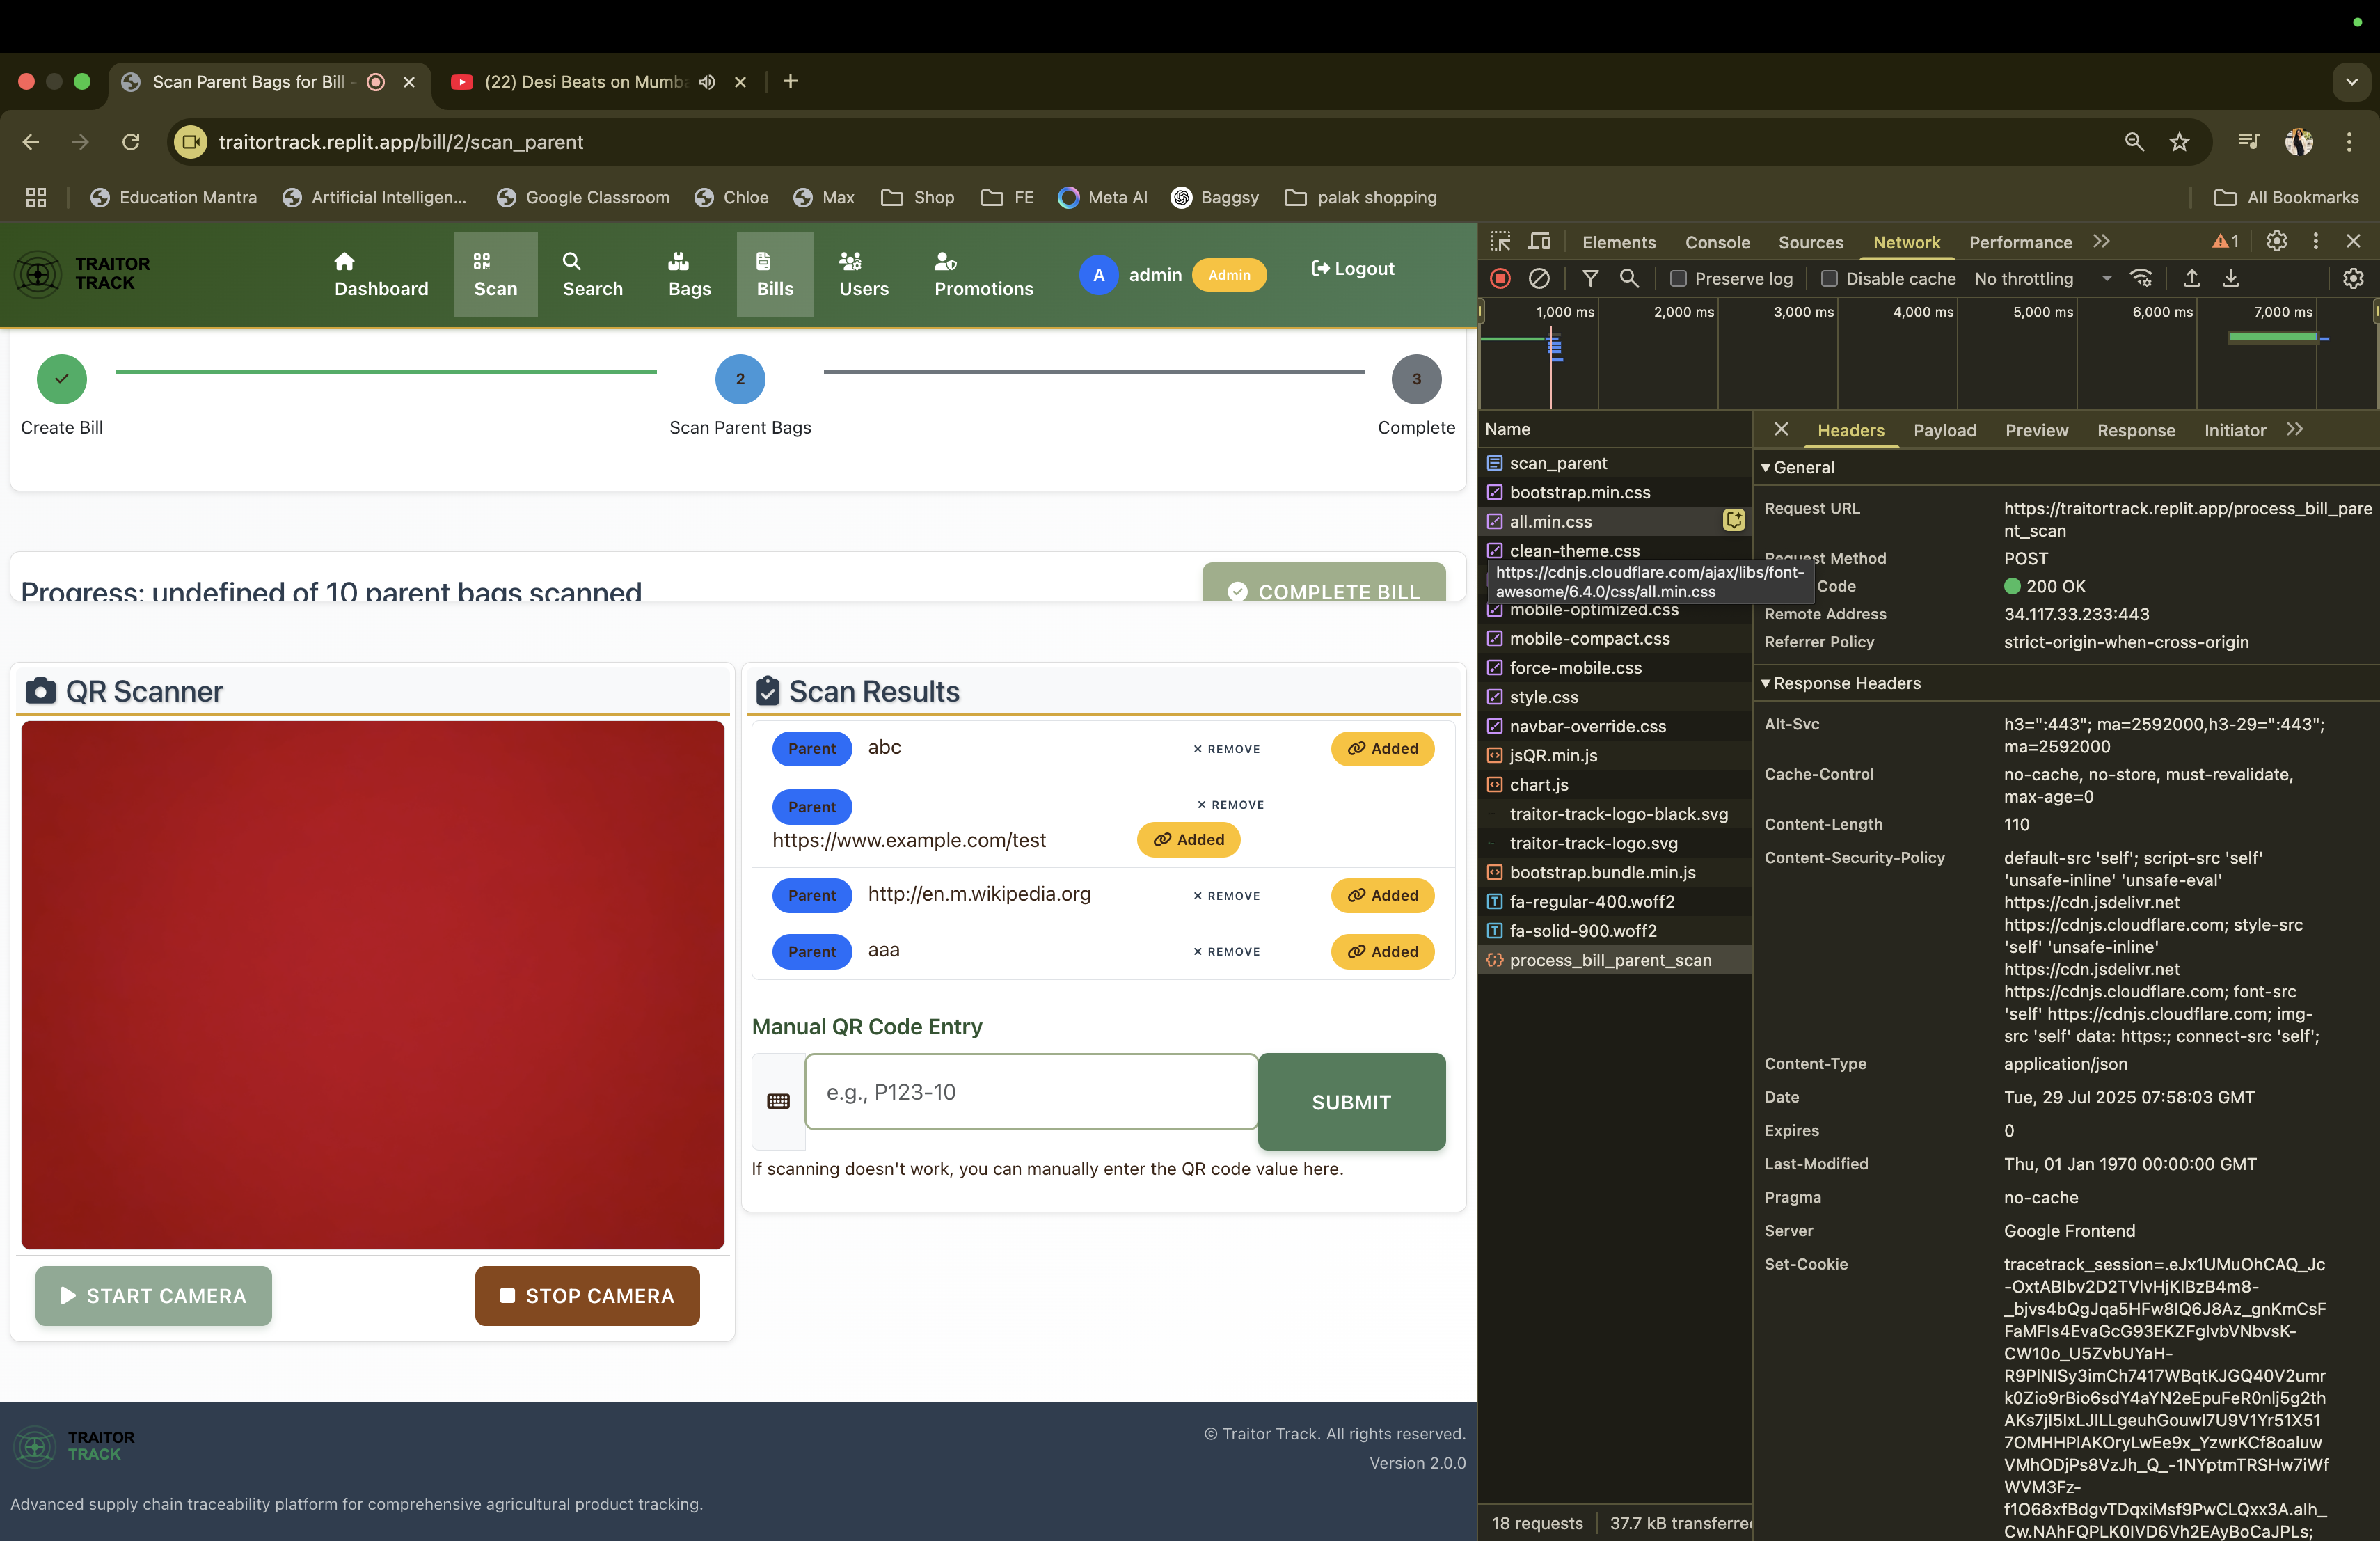 Scan Parent Bags for Bill -
(22) Desi Beats on Mumb
traitortrack.replit.app/bill/2/scan_parent
Education Mantra
Artificial Intelligen...
Google Classroom
Chloe
Max
Shop
FE
Meta AI
Baggsy
palak shopping
All Bookmarks
TRAITOR
TRACK
Dashboard
Scan
Search
Bags
Bills
Users
Promotions
A
admin
Admin
Logout
2
3
Create Bill
Scan Parent Bags
Complete
Progress: undefined of 10 parent bags scanned
COMPLETE BILL
QR Scanner
START CAMERA
STOP CAMERA
Scan Results
Parent abc × REMOVE Added
Parent × REMOVE
https://www.example.com/test Added
Parent http://en.m.wikipedia.org × REMOVE Added
Parent aaa × REMOVE Added
Manual QR Code Entry
e.g., P123-10
SUBMIT
If scanning doesn't work, you can manually enter the QR code value here.
TRAITOR
TRACK
© Traitor Track. All rights reserved.
Version 2.0.0
Advanced supply chain traceability platform for comprehensive agricultural product tracking.
Elements
Console
Sources
Network
Performance
1
Preserve log
Disable cache
No throttling
1,000 ms
2,000 ms
3,000 ms
4,000 ms
5,000 ms
6,000 ms
7,000 ms
Name
scan_parent
bootstrap.min.css
all.min.css
clean-theme.css
https://cdnjs.cloudflare.com/ajax/libs/font-
awesome/6.4.0/css/all.min.css
mobile-optimized.css
mobile-compact.css
force-mobile.css
style.css
navbar-override.css
jsQR.min.js
chart.js
traitor-track-logo-black.svg
traitor-track-logo.svg
bootstrap.bundle.min.js
fa-regular-400.woff2
fa-solid-900.woff2
process_bill_parent_scan
18 requests
37.7 kB transferred
Headers
Payload
Preview
Response
Initiator
General
Request URL
https://traitortrack.replit.app/process_bill_pare
nt_scan
Request Method
POST
Code
200 OK
Remote Address
34.117.33.233:443
Referrer Policy
strict-origin-when-cross-origin
Response Headers
Alt-Svc
h3=":443"; ma=2592000,h3-29=":443";
ma=2592000
Cache-Control
no-cache, no-store, must-revalidate,
max-age=0
Content-Length
110
Content-Security-Policy
default-src 'self'; script-src 'self'
'unsafe-inline' 'unsafe-eval'
https://cdn.jsdelivr.net
https://cdnjs.cloudflare.com; style-src
'self' 'unsafe-inline'
https://cdn.jsdelivr.net
https://cdnjs.cloudflare.com; font-src
'self' https://cdnjs.cloudflare.com; img-
src 'self' data: https:; connect-src 'self';
Content-Type
application/json
Date
Tue, 29 Jul 2025 07:58:03 GMT
Expires
0
Last-Modified
Thu, 01 Jan 1970 00:00:00 GMT
Pragma
no-cache
Server
Google Frontend
Set-Cookie